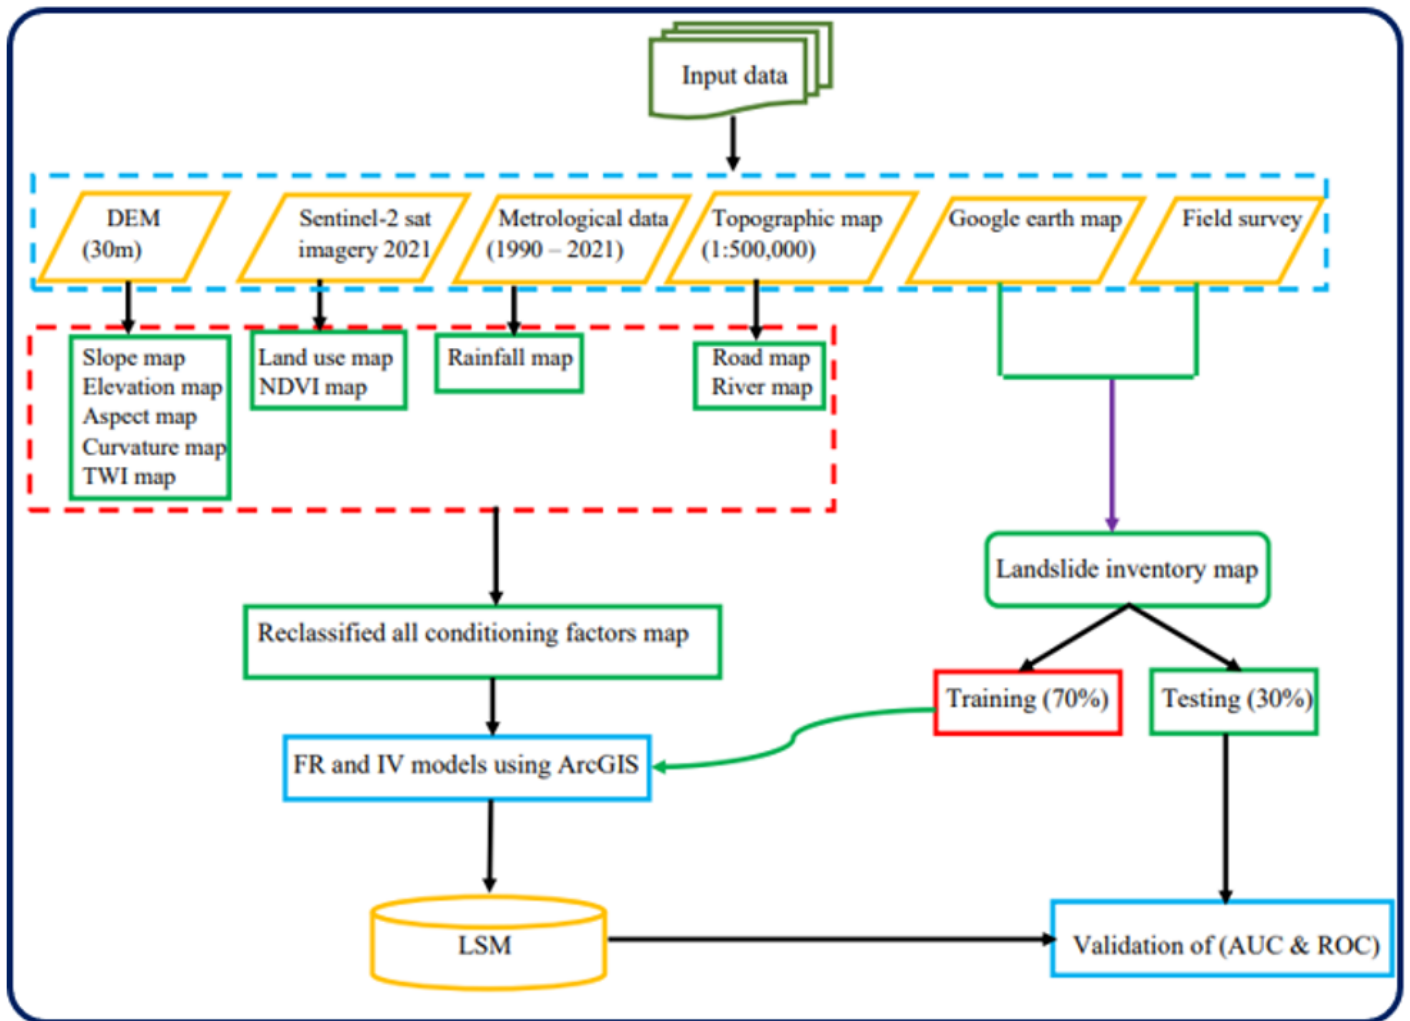 Input data
DEM
(30m)
Sentinel-2 sat
imagery 2021
Metrological data
(1990 – 2021)
Topographic map
(1:500,000)
Google earth map
Field survey
Slope map
Elevation map
Aspect map
Curvature map
TWI map
Land use map
NDVI map
Rainfall map
Road map
River map
Landslide inventory map
Reclassified all conditioning factors map
Training (70%)
Testing (30%)
FR and IV models using ArcGIS
LSM
Validation of (AUC & ROC)